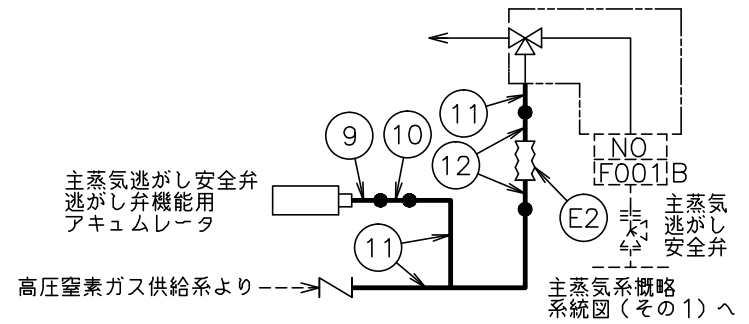 11
NO
9
10
F001B
12
主蒸気逃がし安全弁
逃がし弁機能用
アキュムレータ
E2
主蒸気
逃がし
安全弁
11
高圧窒素ガス供給系より
主蒸気系概略
系統図(その1)へ